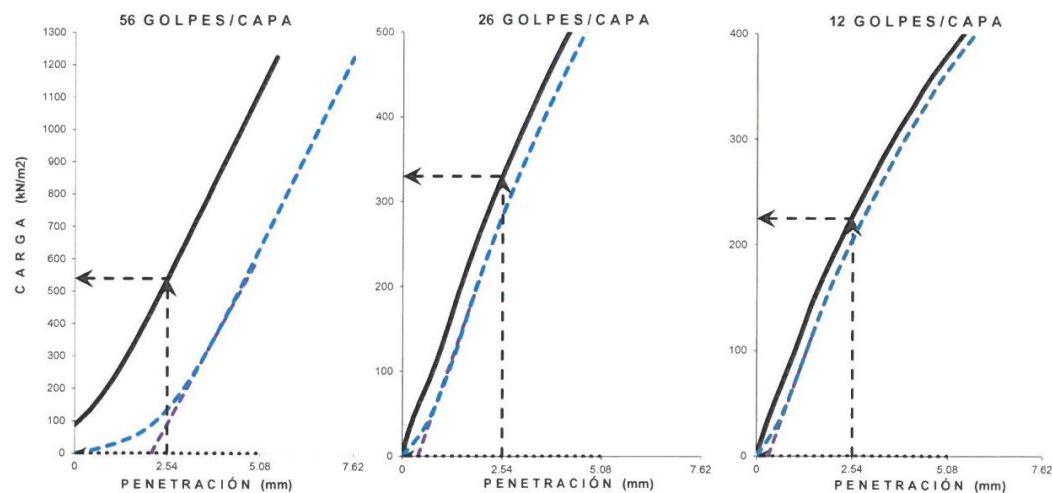 56 GOLPES/CAPA
1300
1200
1100
1000
900
800
700
600
500
400
300
200
100
0
CARGA (kN/m2)
0 2.54 5.08 7.62
PENETRACIÓN (mm)
26 GOLPES/CAPA
500
400
300
200
100
0
0 2.54 5.08 7.62
PENETRACIÓN (mm)
12 GOLPES/CAPA
400
300
200
100
0
0 2.54 5.08 7.62
PENETRACIÓN (mm)